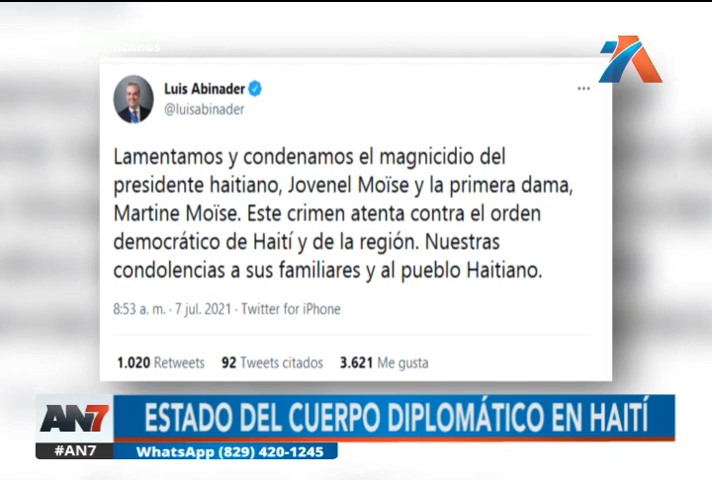 Luis Abinader
@luisabinader
Lamentamos y condenamos el magnicidio del
presidente haitiano, Jovenel Moïse y la primera dama,
Martine Moïse. Este crimen atenta contra el orden
democrático de Haití y de la región. Nuestras
condolencias a sus familiares y al pueblo Haitiano.
8:53 a. m. · 7 jul. 2021 · Twitter for iPhone
1.020 Retweets 92 Tweets citados 3.621 Me gusta
AN7 ESTADO DEL CUERPO DIPLOMÁTICO EN HAITÍ
#AN7 WhatsApp (829) 420-1245